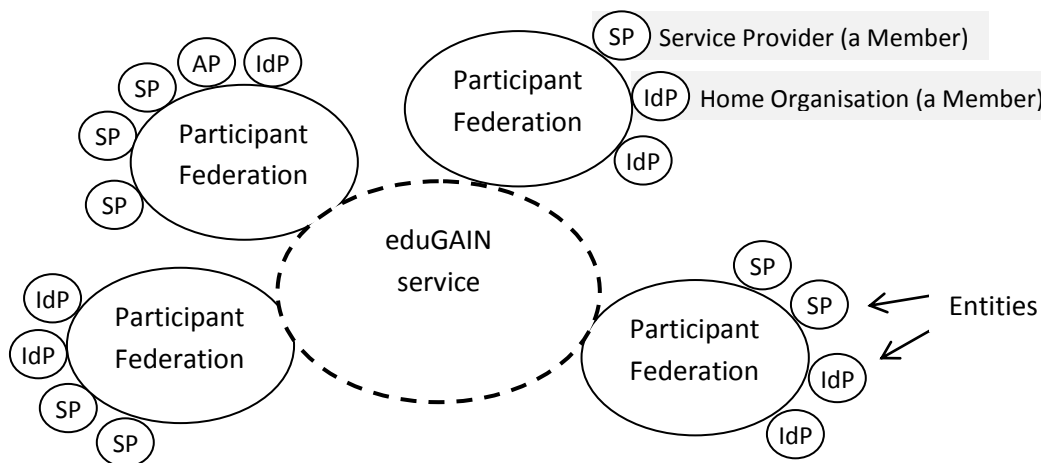 SP
AP
IdP
SP
SP
Participant
Federation
SP Service Provider (a Member)
IdP Home Organisation (a Member)
IdP
Participant
Federation
eduGAIN
service
IdP
IdP
SP
SP
Participant
Federation
SP
SP
IdP
IdP
Participant
Federation
Entities